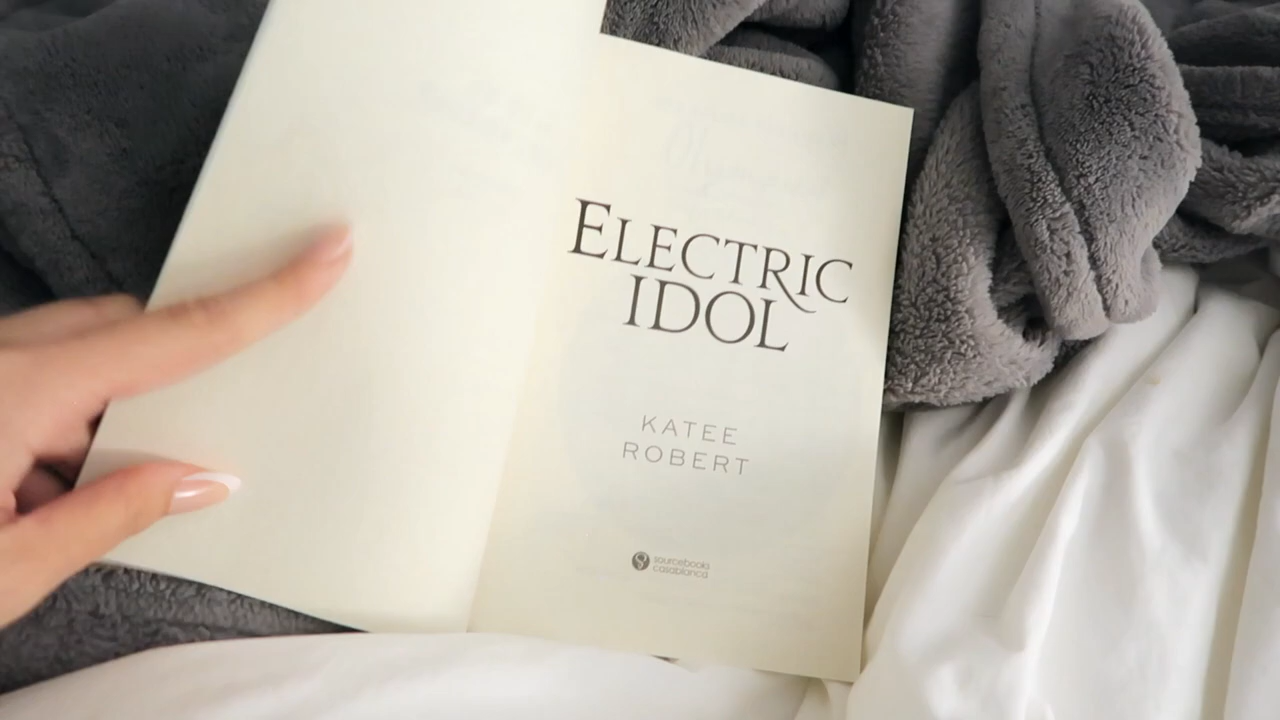 ELECTRIC
IDOL
KATEE
ROBERT
sourcebooks
casablanca